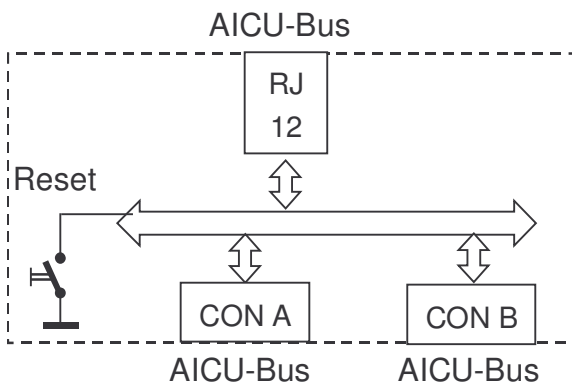 AICU-Bus
RJ
12
Reset
CON A
CON B
AICU-Bus
AICU-Bus